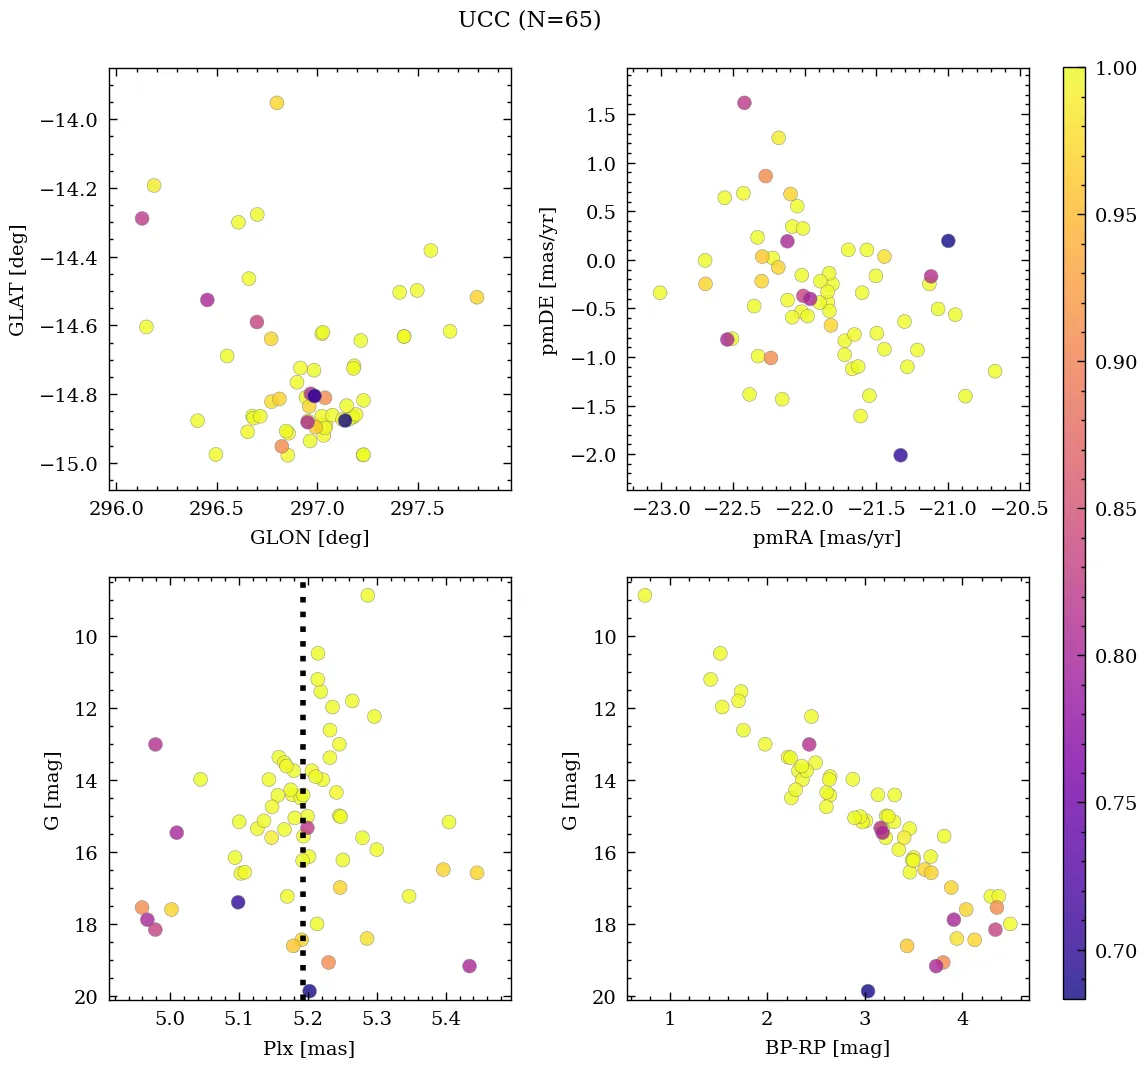 UCC (N=65)
−14.0
−14.2
−14.4
−14.6
−14.8
−15.0
GLAT [deg]
296.0 296.5 297.0 297.5
GLON [deg]
1.5
1.0
0.5
0.0
−0.5
−1.0
−1.5
−2.0
pmDE [mas/yr]
−23.0 −22.5 −22.0 −21.5 −21.0 −20.5
pmRA [mas/yr]
10
12
14
16
18
20
G [mag]
5.0 5.1 5.2 5.3 5.4
Plx [mas]
10
12
14
16
18
20
G [mag]
1 2 3 4
BP-RP [mag]
1.00
0.95
0.90
0.85
0.80
0.75
0.70